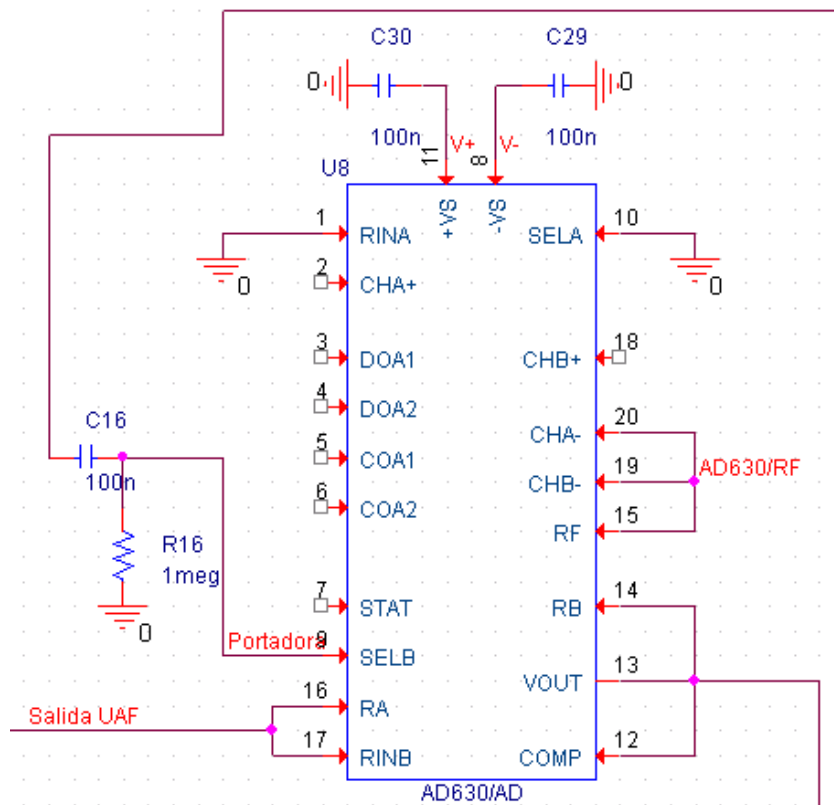 C30
C29
0
0
100n
100n
11
V+
8
V-
U8
+VS
-VS
1
RINA
SELA
10
0
0
2
CHA+
3
DOA1
CHB+
18
4
DOA2
CHA-
20
AD630/RF
C16
100n
5
COA1
CHB-
19
6
COA2
RF
15
R16
1meg
0
7
STAT
RB
14
Portadora
9
SELB
VOUT
13
Salida UAF
16
RA
17
RINB
COMP
12
AD630/AD